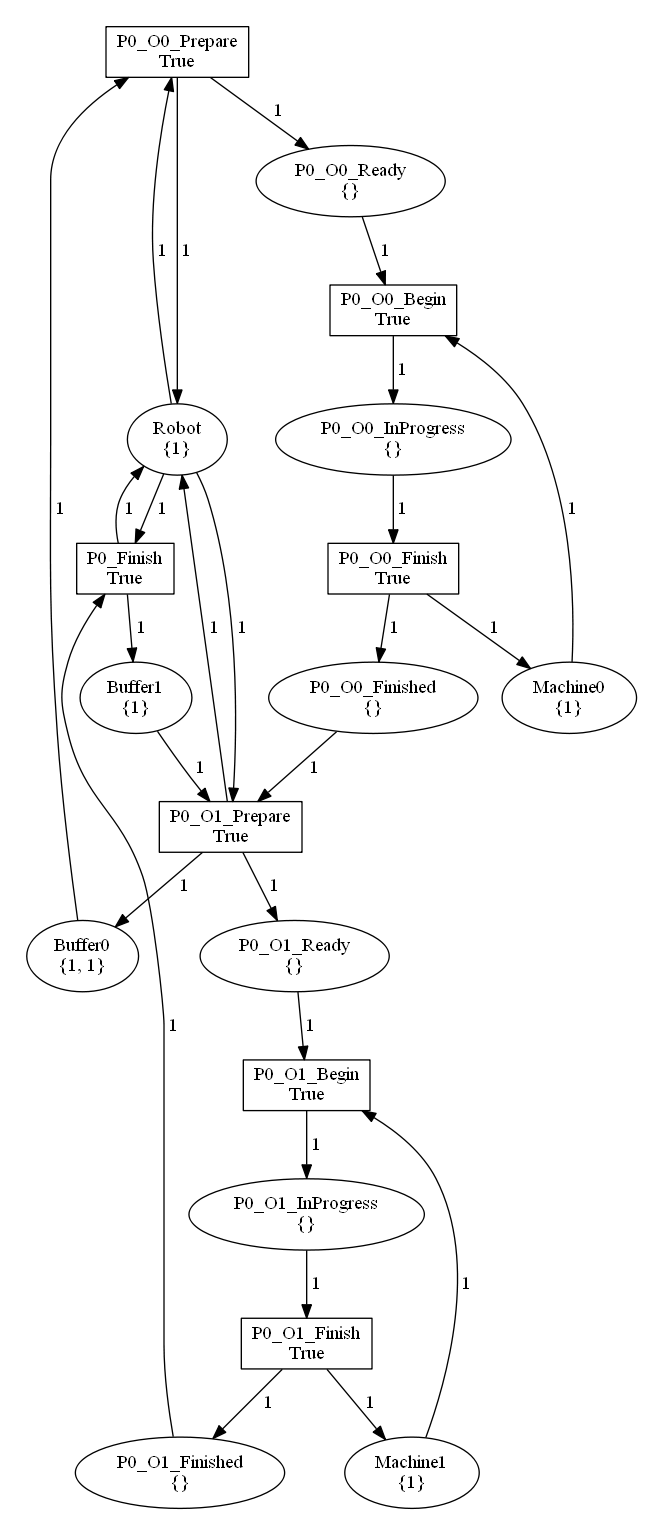 P0_O0_Prepare
True
1
P0_O0_Ready
{}
1
1
1
P0_O0_Begin
True
1
Robot
{1}
P0_O0_InProgress
{}
1
1
1
1
1
P0_Finish
True
P0_O0_Finish
True
1
1
1
1
1
Buffer1
{1}
P0_O0_Finished
{}
Machine0
{1}
1
1
P0_O1_Prepare
True
1
1
Buffer0
{1, 1}
P0_O1_Ready
{}
1
1
P0_O1_Begin
True
1
P0_O1_InProgress
{}
1
1
P0_O1_Finish
True
1
1
P0_O1_Finished
{}
Machine1
{1}